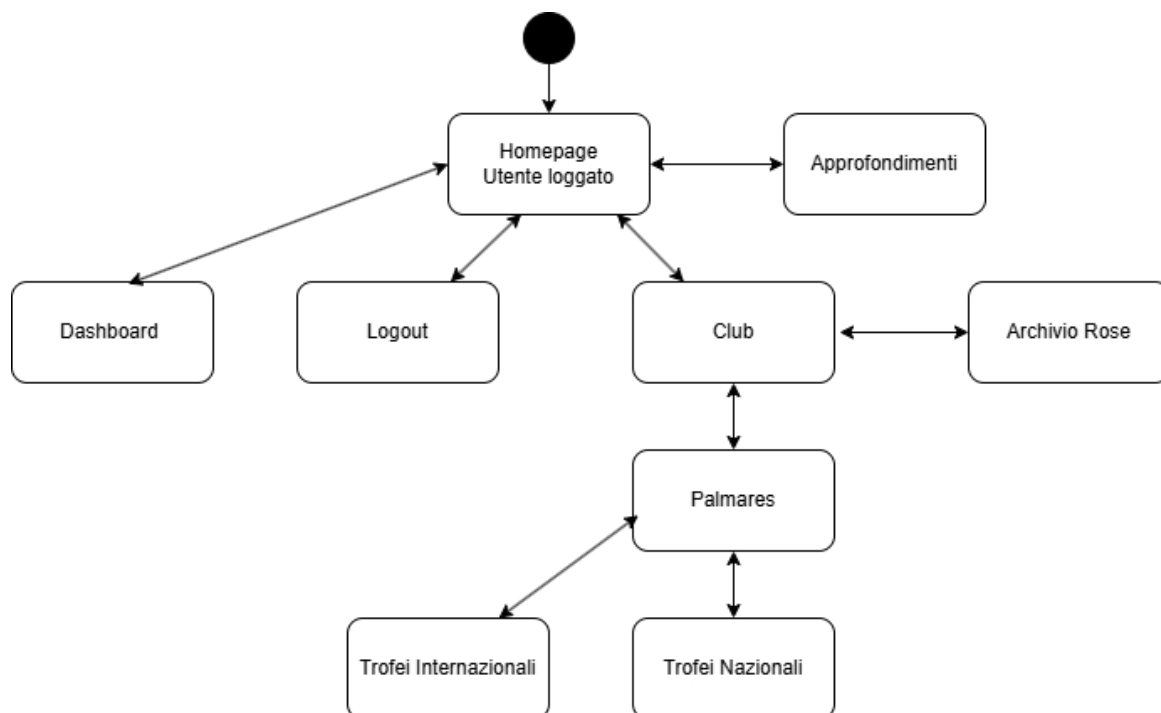 Homepage
Utente loggato
Approfondimenti
Dashboard
Logout
Club
Archivio Rose
Palmares
Trofei Internazionali
Trofei Nazionali